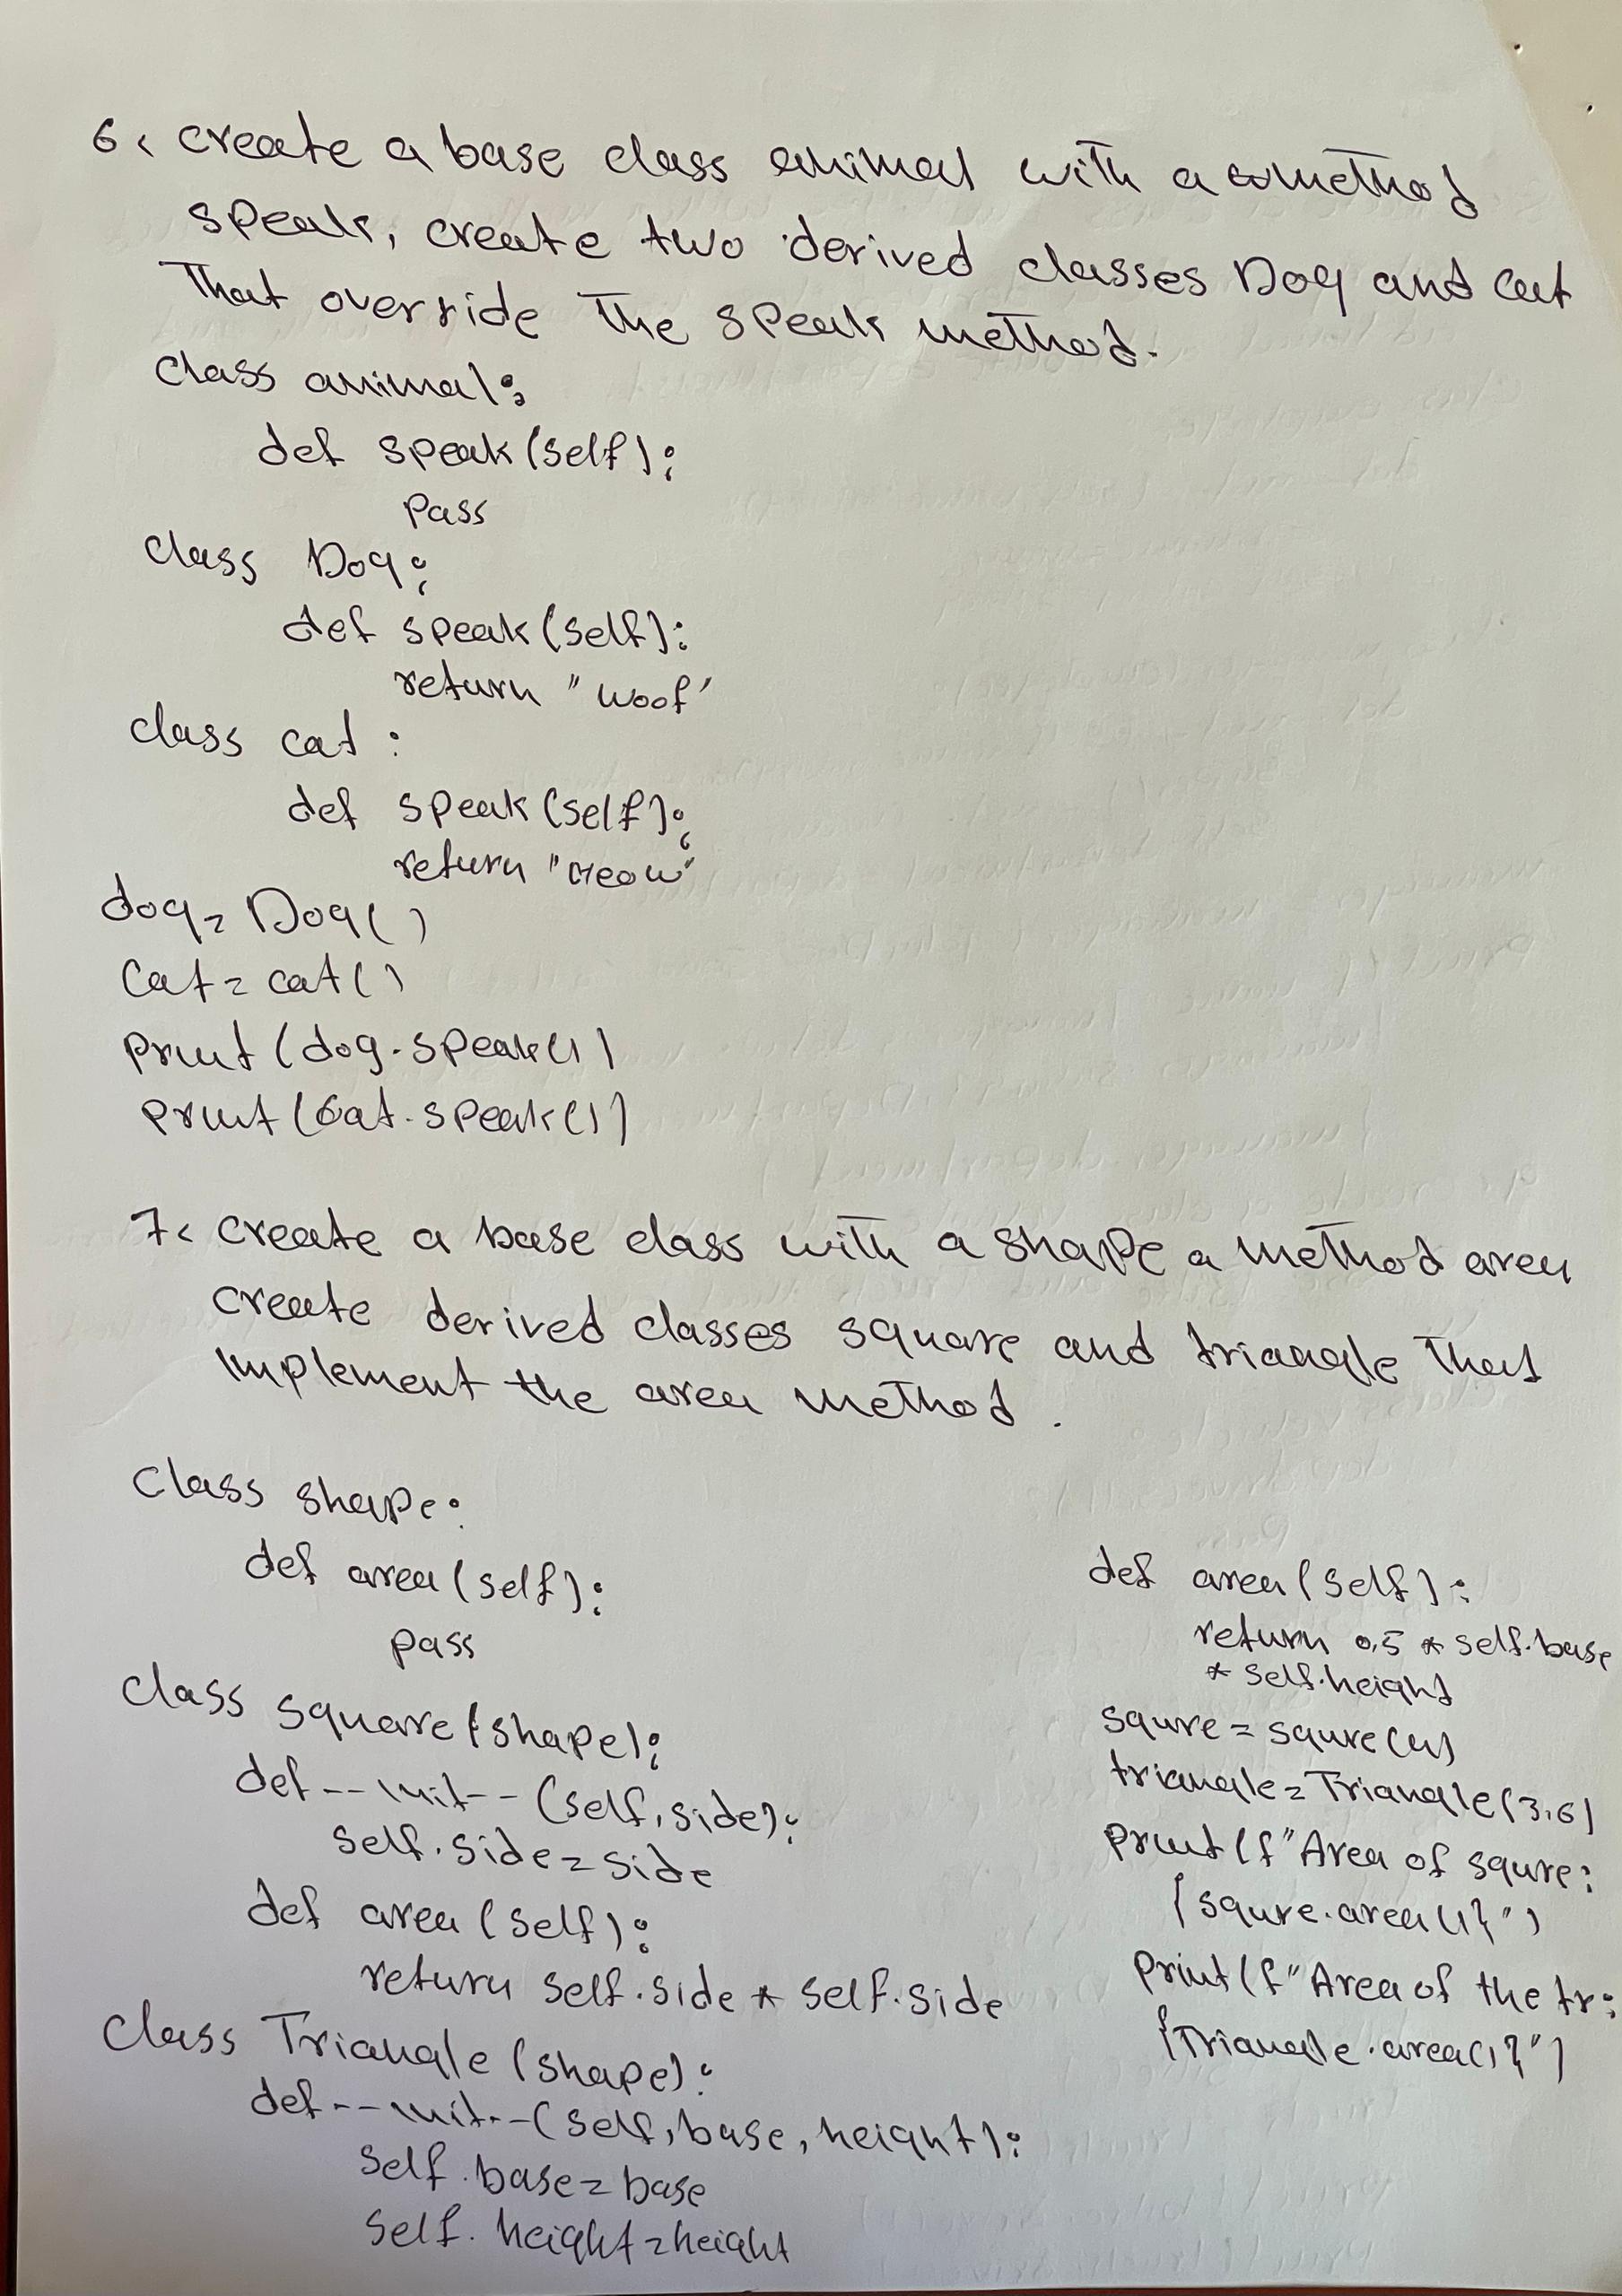 6. create a base class animal with a method
speak, create two derived classes Dog and cat
That override the speak method.
class animal:
def speak(self):
pass
class Dog:
def speak(self):
return "woof"
class cat :
def speak(self):
return "Meow"
dog = Dog()
Cat = cat()
print(dog.speak())
print(cat.speak())
7. create a base class with a shape a method area
create derived classes square and triangle that
implement the area method.
class shape:
def area(self):
pass
class square(shape):
def __init__(self, side):
self.side = side
def area(self):
return self.side * self.side
class Triangle(shape):
def __init__(self, base, height):
self.base = base
self.height = height
def area(self):
return 0.5 * self.base
* self.height
squre = squre(4)
triangle = Triangle(3,6)
print(f"Area of squre:
{squre.area()}")
print(f"Area of the tr:
{Triangle.area()}")